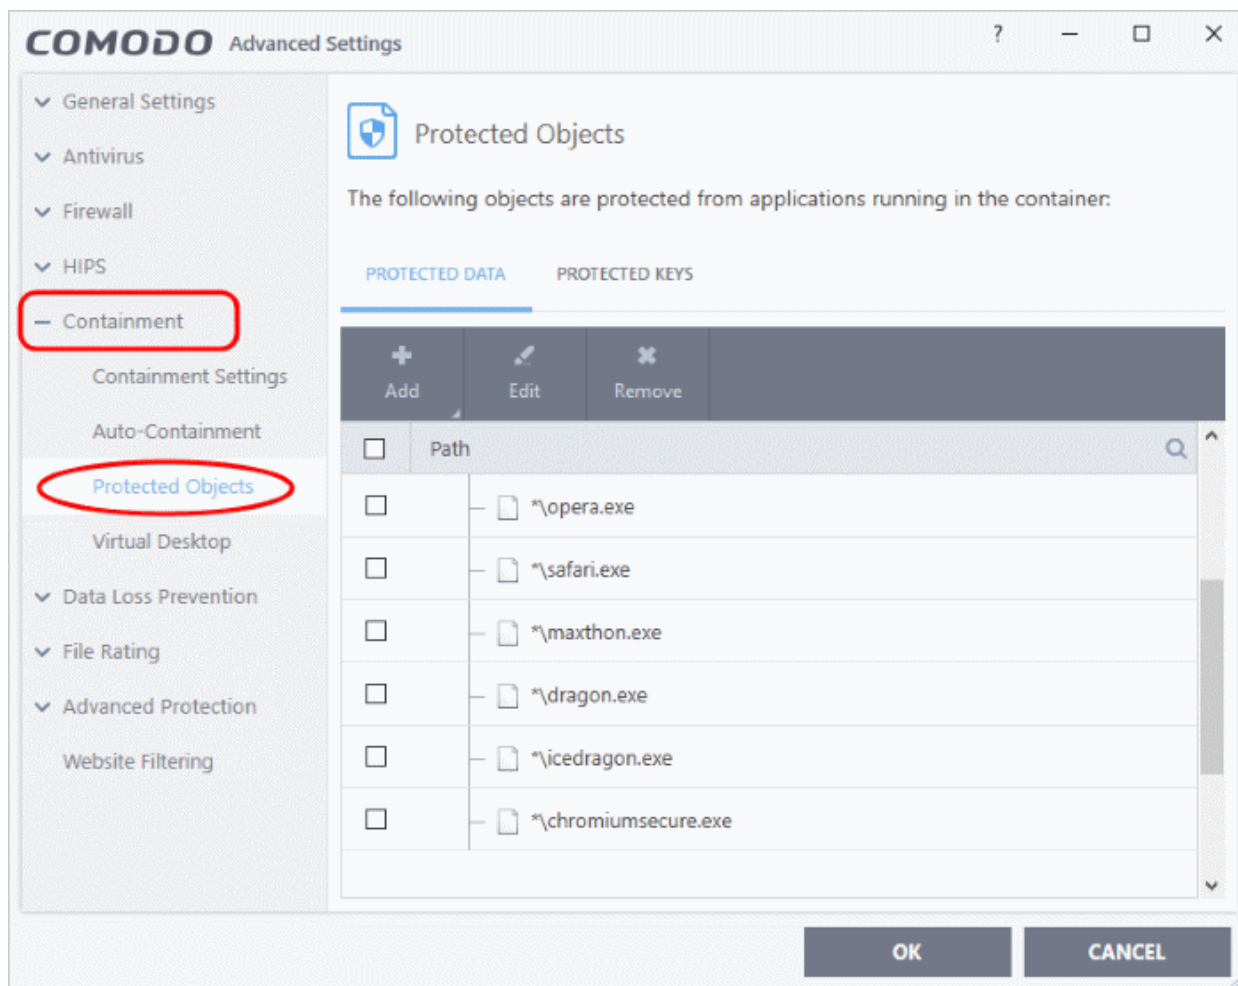 COMODO Advanced Settings ?
General Settings
Antivirus
Firewall
HIPS
Containment
Containment Settings
Auto-Containment
Protected Objects
Virtual Desktop
Data Loss Prevention
File Rating
Advanced Protection
Website Filtering
Protected Objects
The following objects are protected from applications running in the container:
PROTECTED DATA PROTECTED KEYS
Add Edit Remove
Path
*\opera.exe
*\safari.exe
*\maxthon.exe
*\dragon.exe
*\icedragon.exe
*\chromiumsecure.exe
OK CANCEL